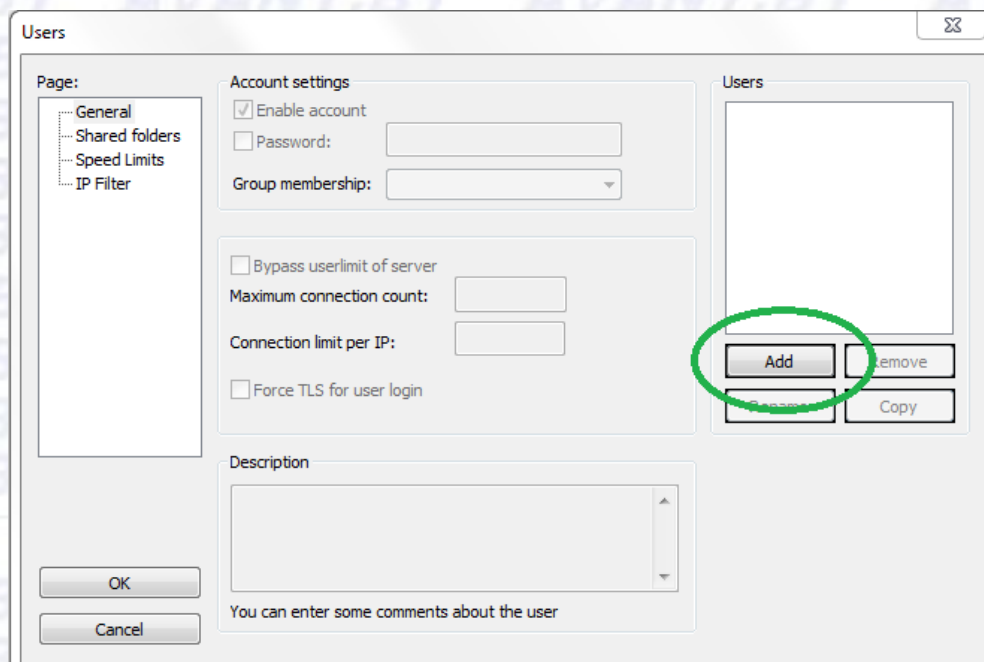 Users
Page:
General
Shared folders
Speed Limits
IP Filter
OK
Cancel
Account settings
Enable account
Password:
Group membership:
Bypass userlimit of server
Maximum connection count:
Connection limit per IP:
Force TLS for user login
Description
You can enter some comments about the user
Users
Add
Remove
Rename
Copy